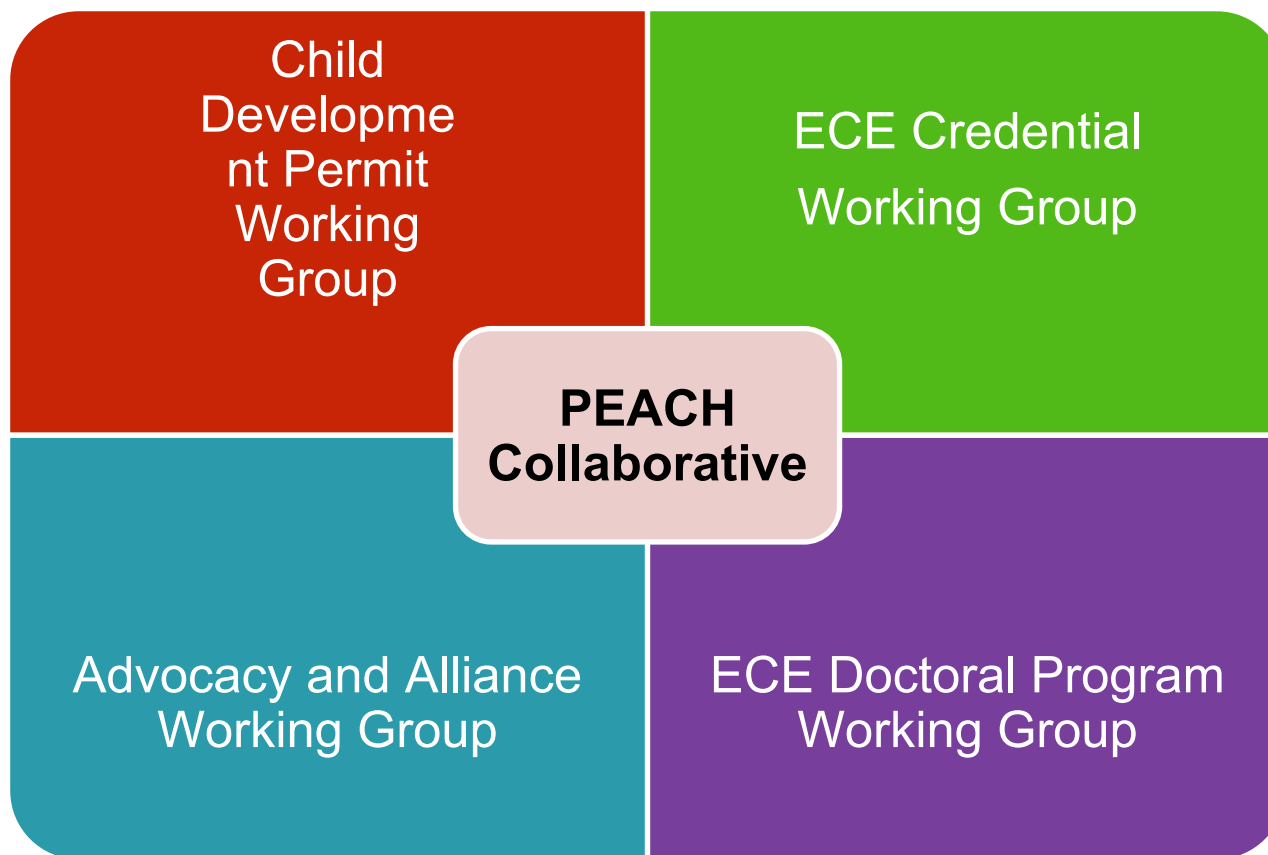 Child
Developme
nt Permit
Working
Group
ECE Credential
Working Group
PEACH
Collaborative
Advocacy and Alliance
Working Group
ECE Doctoral Program
Working Group